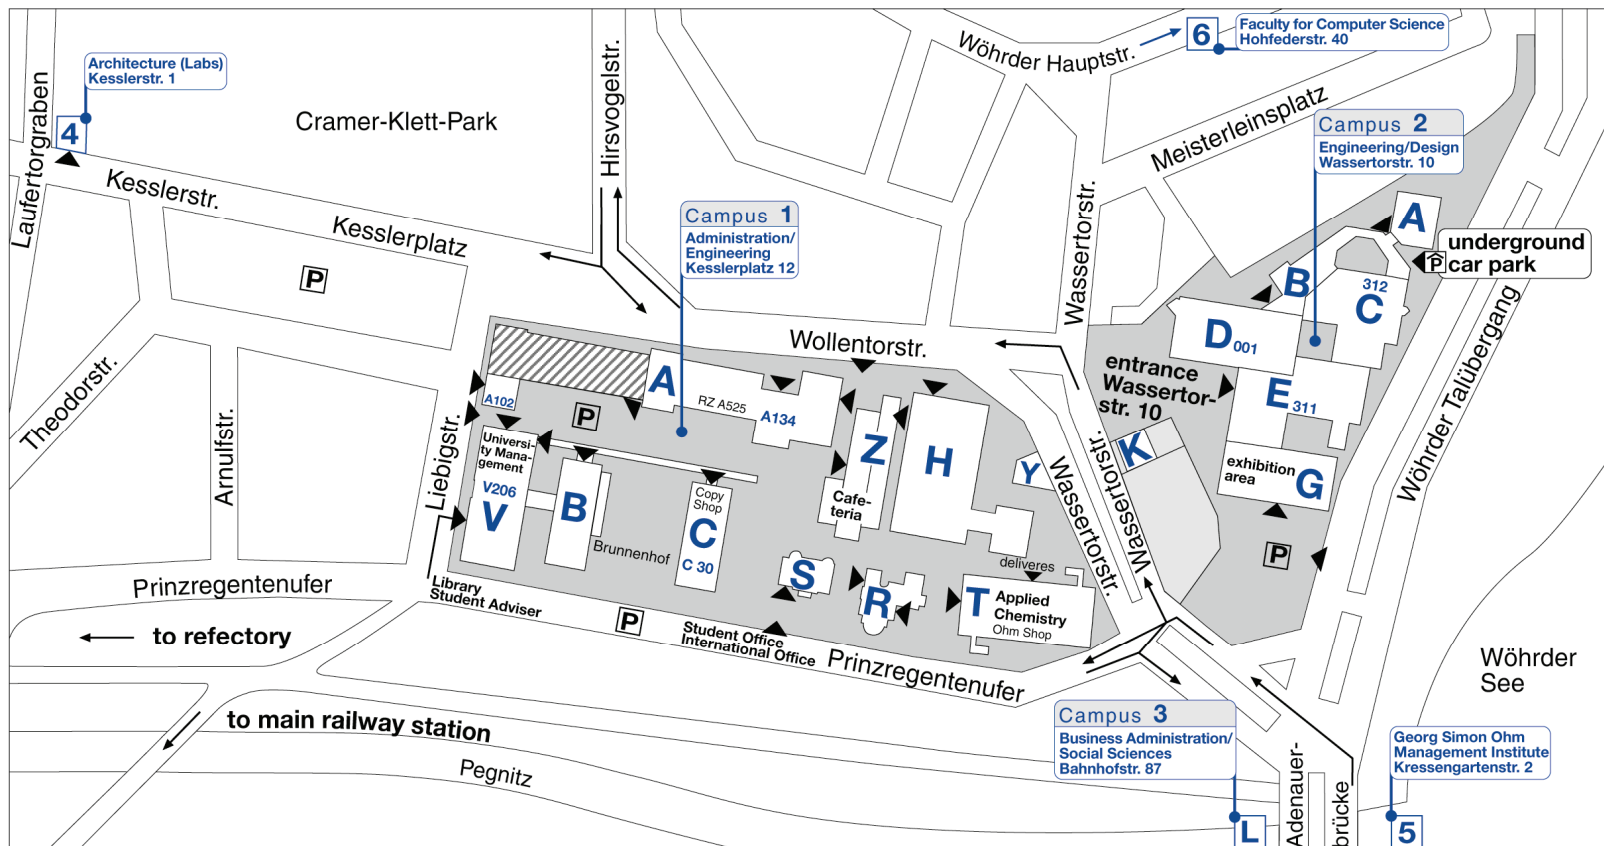 Architecture (Labs)
Kesslerstr. 1
4
Laufertorgraben
Kesslerstr.
Cramer-Klett-Park
Kesslerplatz
P
Hirsvogelstr.
Wöhrder Hauptstr.
6
Faculty for Computer Science
Hohfederstr. 40
Meisterleinsplatz
Campus 2
Engineering/Design
Wassertorstr. 10
Campus 1
Administration/
Engineering
Kesslerplatz 12
Wassertorstr.
A
underground
car park
P
B
312
C
D 001
E 311
entrance
Wassertor-
str. 10
K
exhibition
area
G
P
Wöhrder Talübergang
Wöhrder
See
Wollentorstr.
A
RZ A525
A134
A102
P
Theodorstr.
Arnulfstr.
Liebigstr.
Universi-
ty Mana-
gement
V206
V
B
Brunnenhof
Copy
Shop
C
C 30
Z
Cafe-
teria
H
Y
Wassertorstr.
Wassertorstr.
S
R
delivers
T
Applied
Chemistry
Ohm Shop
Library
Student Adviser
P
Student Office
International Office
Prinzregentenufer
Prinzregentenufer
to refectory
to main railway station
Pegnitz
Campus 3
Business Administration/
Social Sciences
Bahnhofstr. 87
L
Adenauer-
brücke
Georg Simon Ohm
Management Institute
Kressengartenstr. 2
5